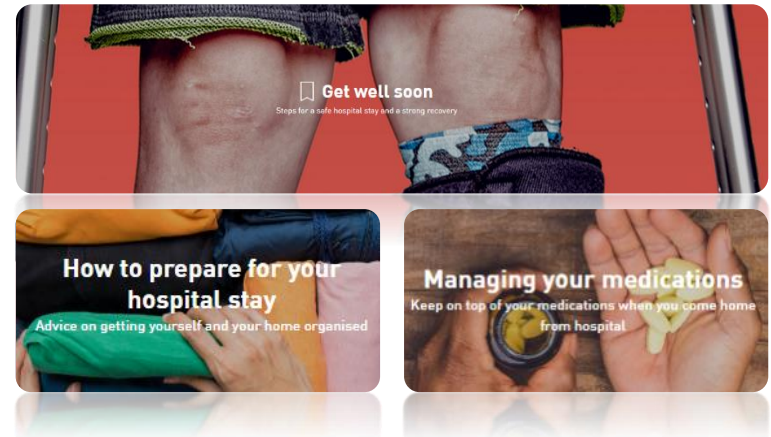 Get well soon
Steps for a safe hospital stay and a strong recovery
How to prepare for your
hospital stay
Advice on getting yourself and your home organised
Managing your medications
Keep on top of your medications when you come home
from hospital